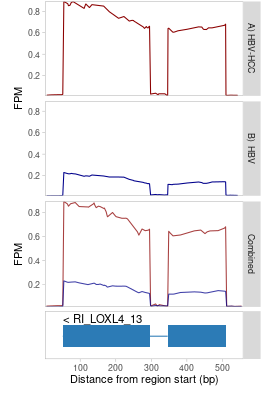 0.8
0.6
0.4
0.2
FPM
A) HBV-HCC
0.8
0.6
0.4
0.2
B) HBV
0.8
0.6
0.4
0.2
FPM
Combined
< RI_LOXL4_13
100 200 300 400 500
Distance from region start (bp)